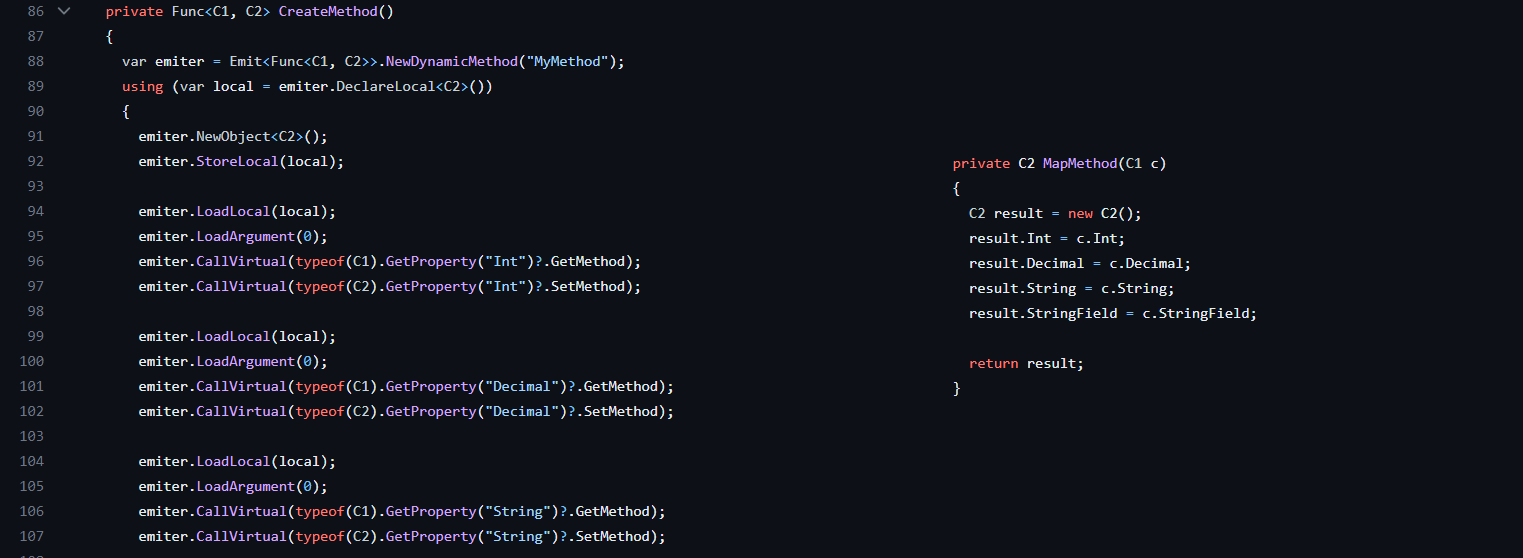 86 private Func<C1, C2> CreateMethod()
87 {
88 var emiter = Emit<Func<C1, C2>>.NewDynamicMethod("MyMethod");
89 using (var local = emiter.DeclareLocal<C2>())
90 {
91 emiter.NewObject<C2>();
92 emiter.StoreLocal(local);
93
94 emiter.LoadLocal(local);
95 emiter.LoadArgument(0);
96 emiter.CallVirtual(typeof(C1).GetProperty("Int")?.GetMethod);
97 emiter.CallVirtual(typeof(C2).GetProperty("Int")?.SetMethod);
98
99 emiter.LoadLocal(local);
100 emiter.LoadArgument(0);
101 emiter.CallVirtual(typeof(C1).GetProperty("Decimal")?.GetMethod);
102 emiter.CallVirtual(typeof(C2).GetProperty("Decimal")?.SetMethod);
103
104 emiter.LoadLocal(local);
105 emiter.LoadArgument(0);
106 emiter.CallVirtual(typeof(C1).GetProperty("String")?.GetMethod);
107 emiter.CallVirtual(typeof(C2).GetProperty("String")?.SetMethod);
private C2 MapMethod(C1 c)
{
C2 result = new C2();
result.Int = c.Int;
result.Decimal = c.Decimal;
result.String = c.String;
result.StringField = c.StringField;
return result;
}